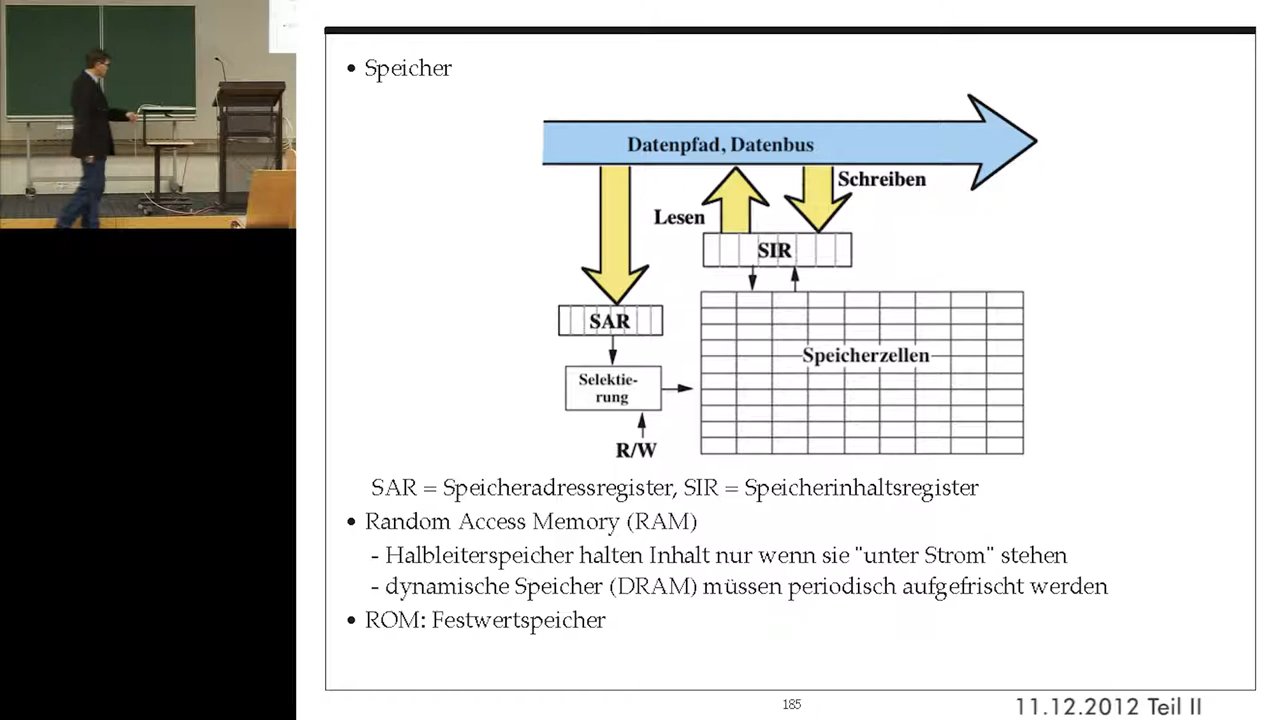 • Speicher
Datenpfad, Datenbus
Schreiben
Lesen
SIR
SAR
Speicherzellen
Selektie-
rung
R/W
SAR = Speicheradressregister, SIR = Speicherinhaltsregister
• Random Access Memory (RAM)
- Halbleiterspeicher halten Inhalt nur wenn sie "unter Strom" stehen
- dynamische Speicher (DRAM) müssen periodisch aufgefrischt werden
• ROM: Festwertspeicher
185
11.12.2012 Teil II